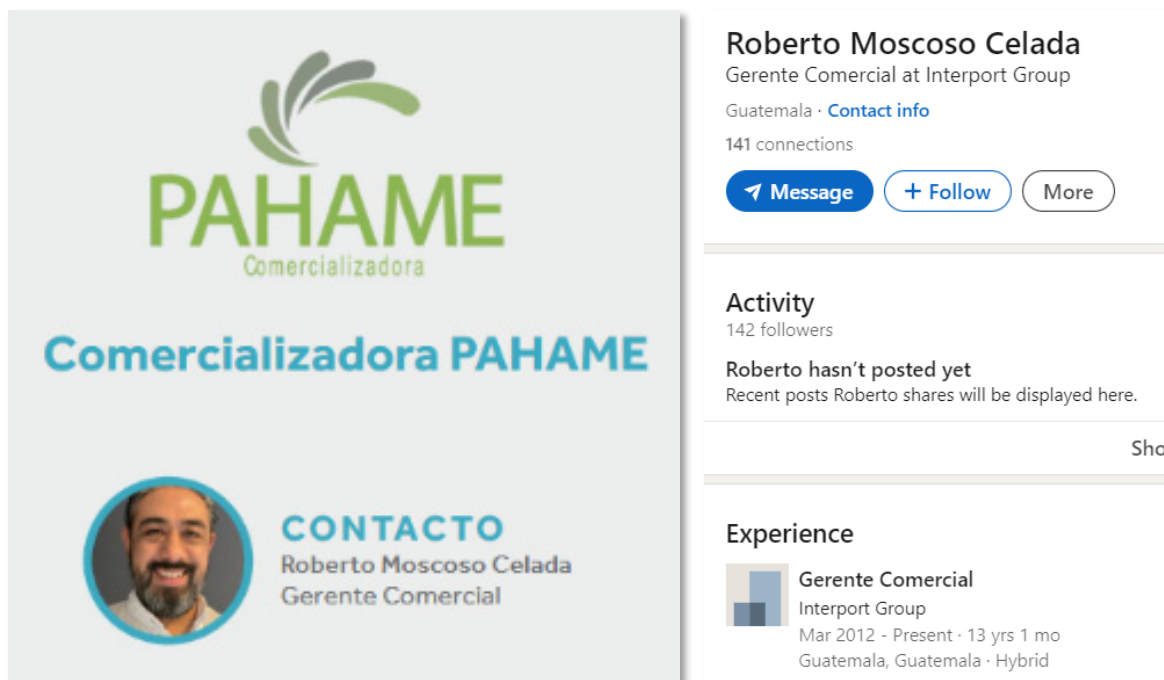 PAHAME
Comercializadora
Comercializadora PAHAME
CONTACTO
Roberto Moscoso Celada
Gerente Comercial
Roberto Moscoso Celada
Gerente Comercial at Interport Group
Guatemala · Contact info
141 connections
Message
+ Follow
More
Activity
142 followers
Roberto hasn't posted yet
Recent posts Roberto shares will be displayed here.
Sho
Experience
Gerente Comercial
Interport Group
Mar 2012 - Present · 13 yrs 1 mo
Guatemala, Guatemala · Hybrid